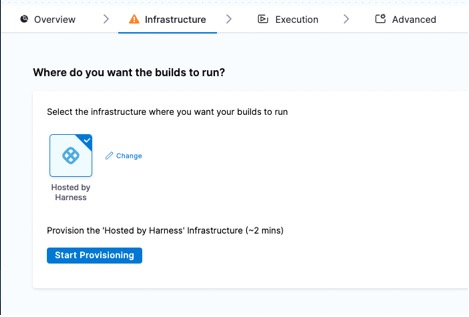 Overview
Infrastructure
Execution
Advanced
Where do you want the builds to run?
Select the infrastructure where you want your builds to run
Change
Hosted by
Harness
Provision the 'Hosted by Harness' Infrastructure (~2 mins)
Start Provisioning